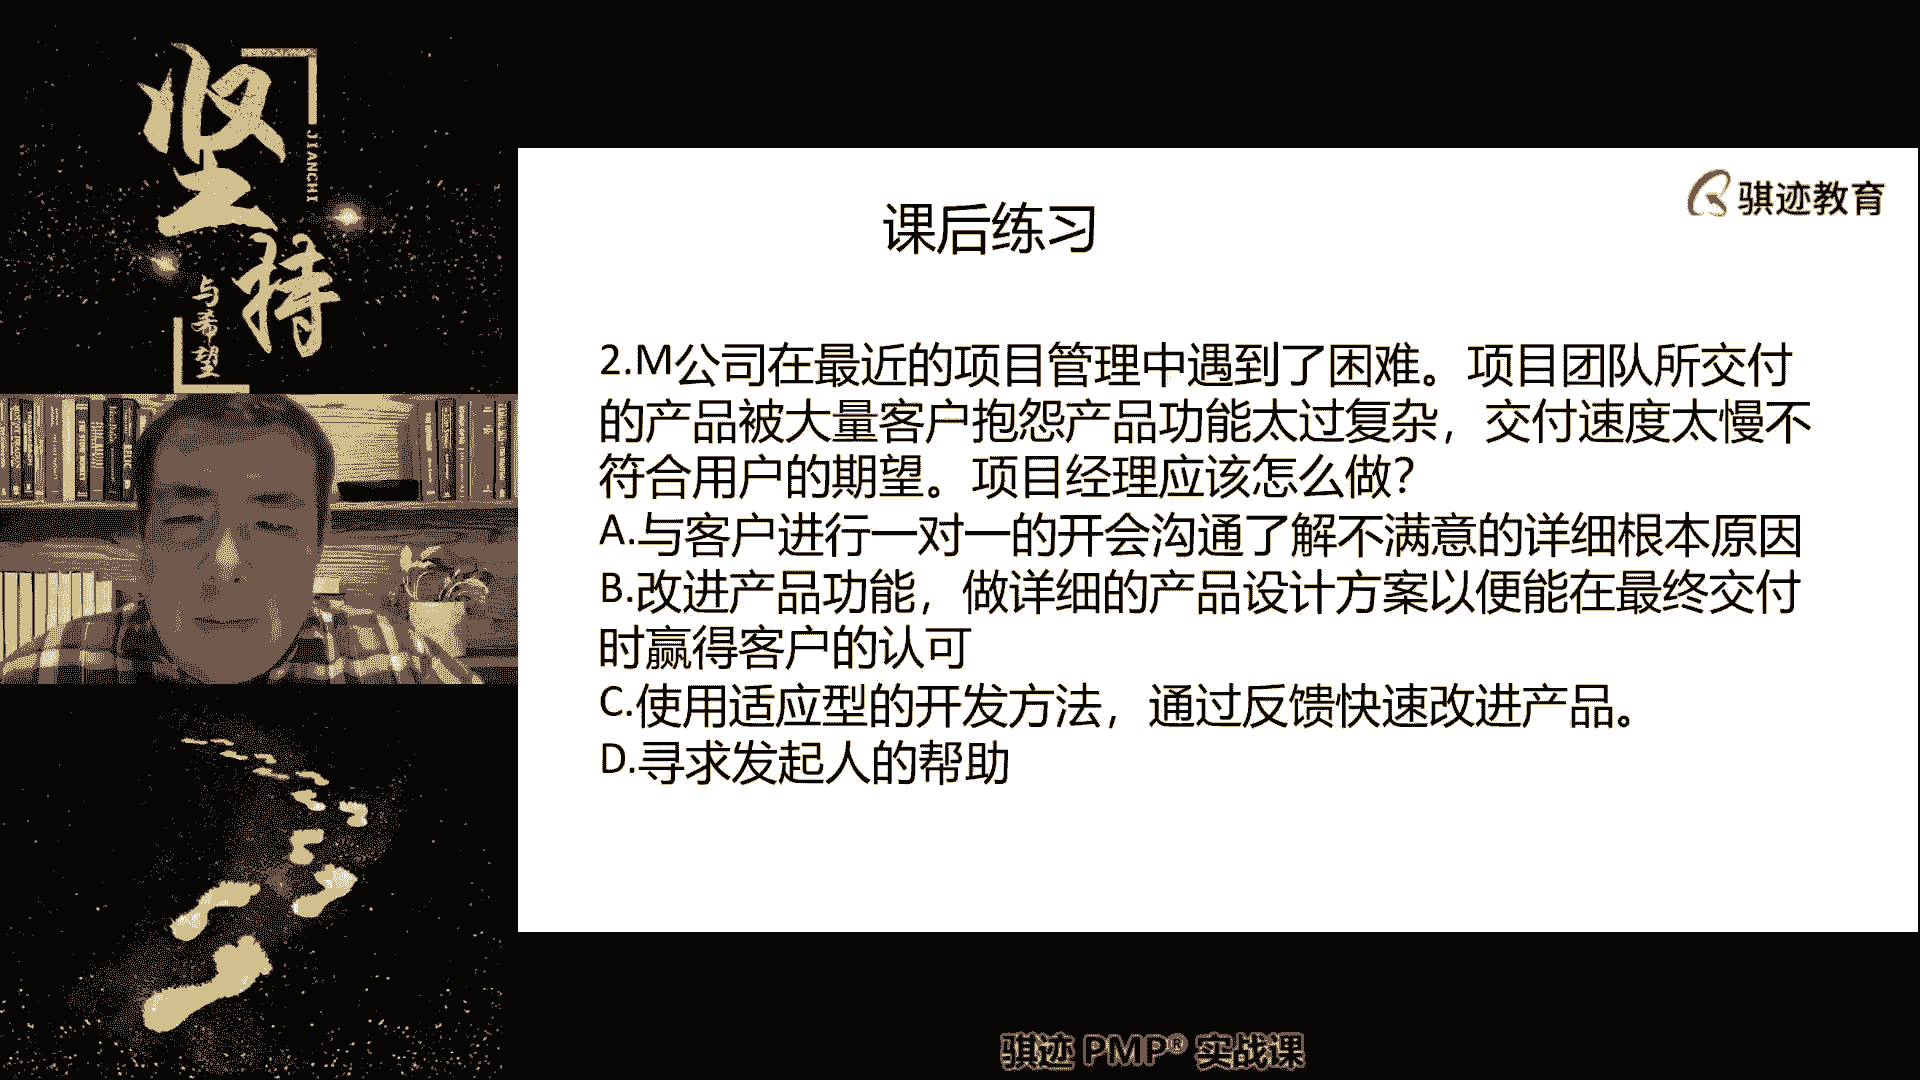 坚持
JIANCHI
与希望
骐迹教育
课后练习
2.M公司在最近的项目管理中遇到了困难。项目团队所交付
的产品被大量客户抱怨产品功能太过复杂，交付速度太慢不
符合用户的期望。项目经理应该怎么做？
A.与客户进行一对一的开会沟通了解不满意的详细根本原因
B.改进产品功能，做详细的产品设计方案以便能在最终交付
时赢得客户的认可
C.使用适应型的开发方法，通过反馈快速改进产品。
D.寻求发起人的帮助
骐迹 PMP® 实战课